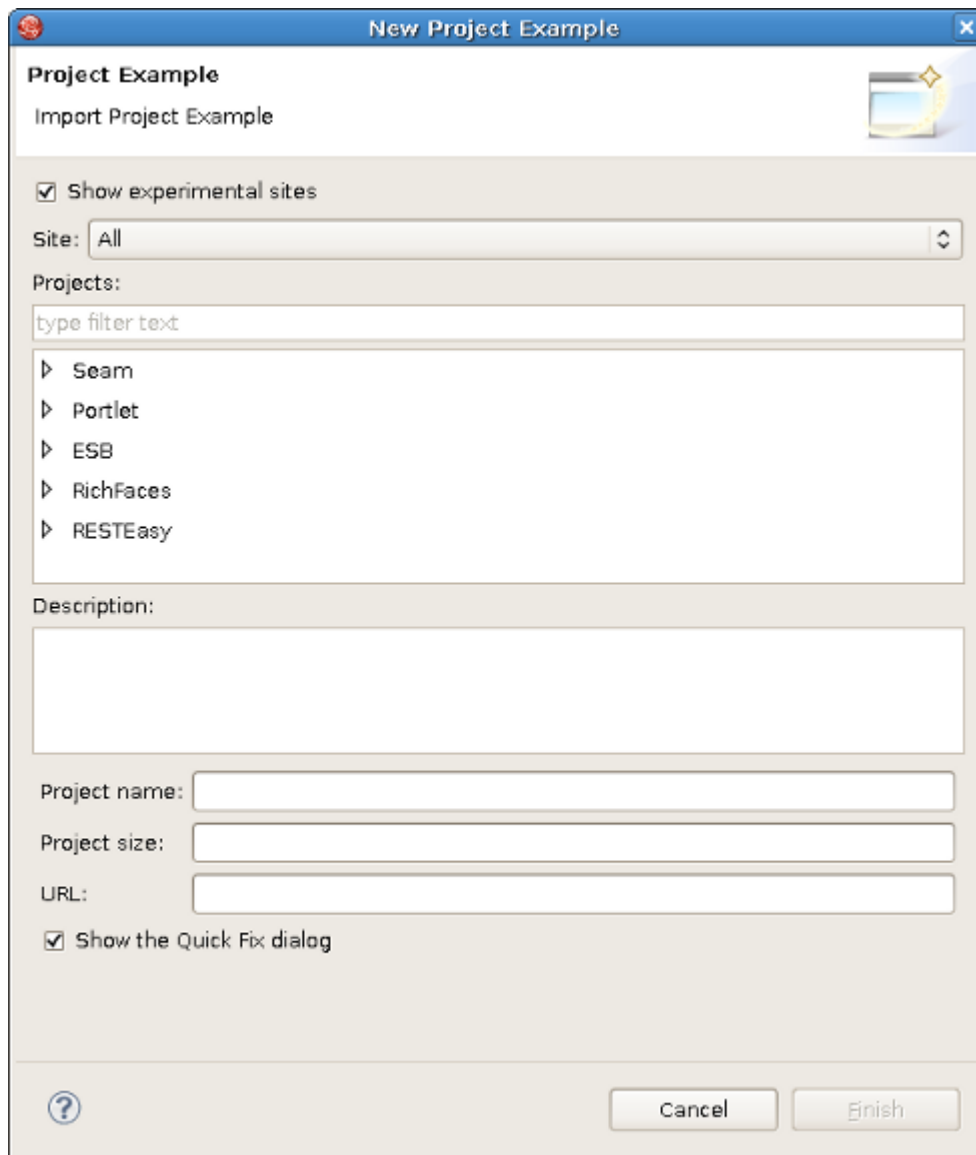 New Project Example
Project Example
Import Project Example
Show experimental sites
Site: All
Projects:
type filter text
Seam
Portlet
ESB
RichFaces
RESTEasy
Description:
Project name:
Project size:
URL:
Show the Quick Fix dialog
? Cancel Finish